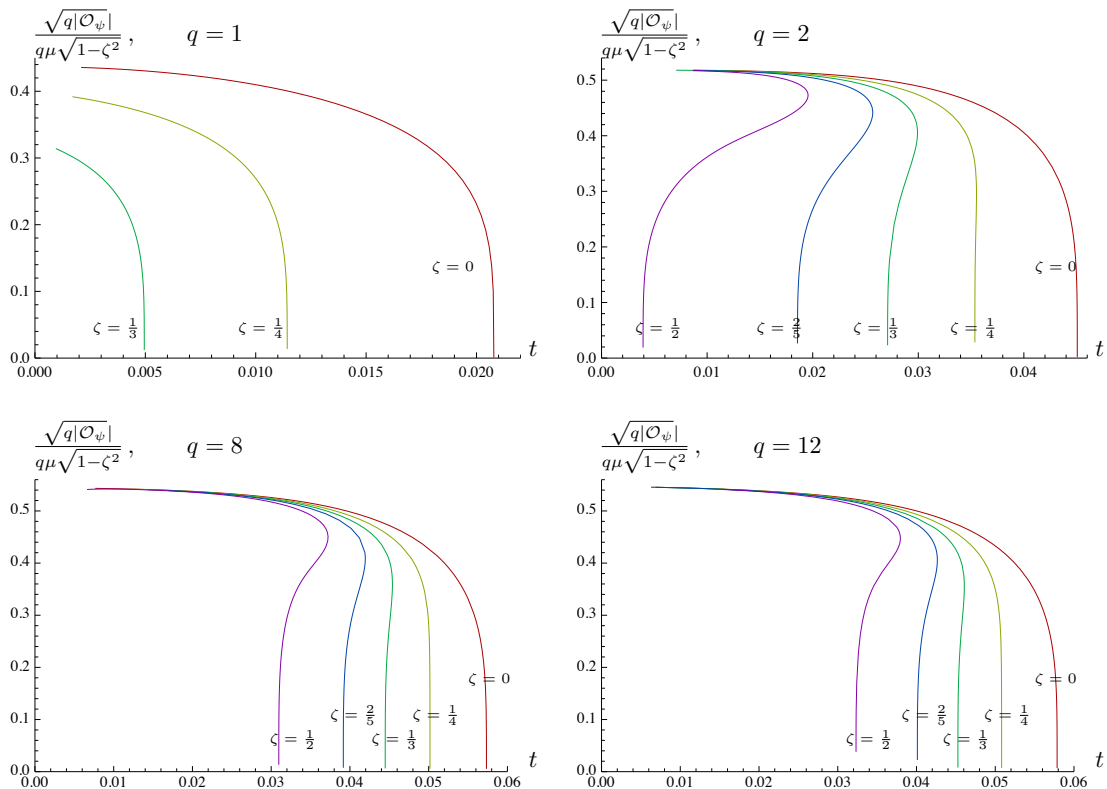 √(q|𝒪_ψ|) / (qμ√(1−ζ²)) , q = 1
0.4
0.3
0.2
0.1
0.0
ζ = 0
ζ = 1/3
ζ = 1/4
t
0.000 0.005 0.010 0.015 0.020
√(q|𝒪_ψ|) / (qμ√(1−ζ²)) , q = 2
0.5
0.4
0.3
0.2
0.1
0.0
ζ = 0
ζ = 1/2
ζ = 2/5
ζ = 1/3
ζ = 1/4
t
0.00 0.01 0.02 0.03 0.04
√(q|𝒪_ψ|) / (qμ√(1−ζ²)) , q = 8
0.5
0.4
0.3
0.2
0.1
0.0
ζ = 0
ζ = 2/5
ζ = 1/4
ζ = 1/2
ζ = 1/3
t
0.00 0.01 0.02 0.03 0.04 0.05 0.06
√(q|𝒪_ψ|) / (qμ√(1−ζ²)) , q = 12
0.5
0.4
0.3
0.2
0.1
0.0
ζ = 0
ζ = 2/5
ζ = 1/4
ζ = 1/2
ζ = 1/3
t
0.00 0.01 0.02 0.03 0.04 0.05 0.06